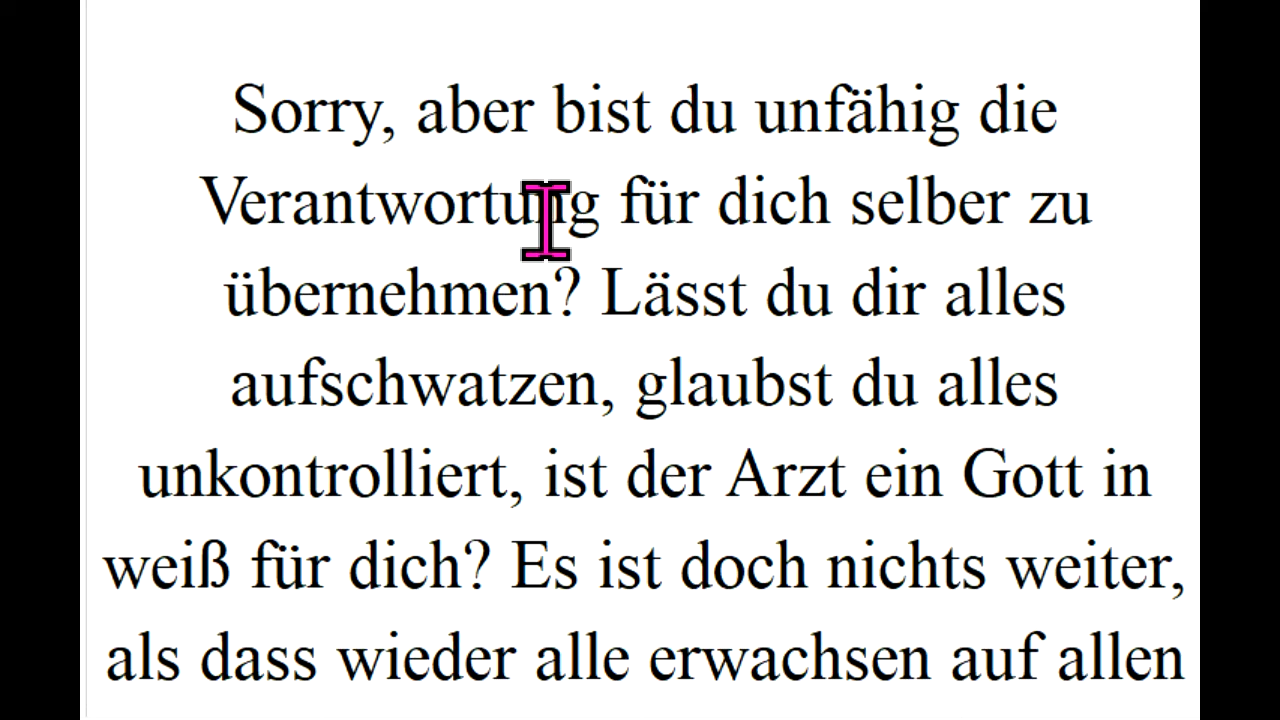 Sorry, aber bist du unfähig die
Verantwortung für dich selber zu
übernehmen? Lässt du dir alles
aufschwatzen, glaubst du alles
unkontrolliert, ist der Arzt ein Gott in
weiß für dich? Es ist doch nichts weiter,
als dass wieder alle erwachsen auf allen